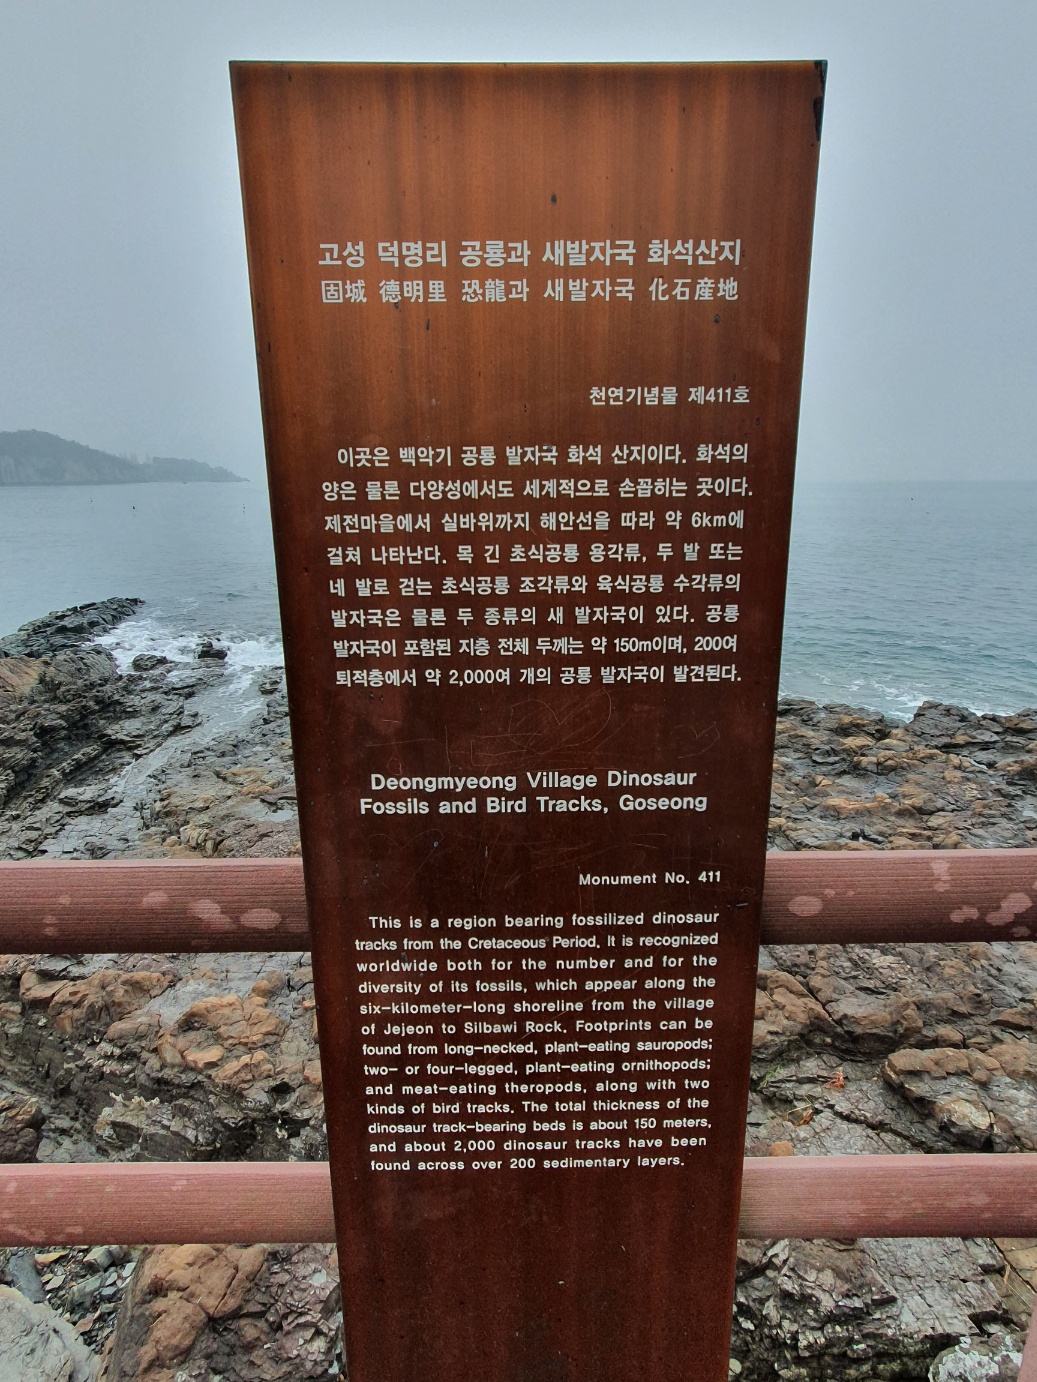 고성 덕명리 공룡과 새발자국 화석산지
固城 德明里 恐龍과 새발자국 化石産地
천연기념물 제411호
이곳은 백악기 공룡 발자국 화석 산지이다. 화석의
양은 물론 다양성에서도 세계적으로 손꼽히는 곳이다.
제전마을에서 실바위까지 해안선을 따라 약 6km에
걸쳐 나타난다. 목 긴 초식공룡 용각류, 두 발 또는
네 발로 걷는 초식공룡 조각류와 육식공룡 수각류의
발자국은 물론 두 종류의 새 발자국이 있다. 공룡
발자국이 포함된 지층 전체 두께는 약 150m이며, 200여
퇴적층에서 약 2,000여 개의 공룡 발자국이 발견된다.
Deongmyeong Village Dinosaur
Fossils and Bird Tracks, Goseong
Monument No. 411
This is a region bearing fossilized dinosaur
tracks from the Cretaceous Period. It is recognized
worldwide both for the number and for the
diversity of its fossils, which appear along the
six-kilometer-long shoreline from the village
of Jejeon to Silbawi Rock. Footprints can be
found from long-necked, plant-eating sauropods;
two- or four-legged, plant-eating ornithopods;
and meat-eating theropods, along with two
kinds of bird tracks. The total thickness of the
dinosaur track-bearing beds is about 150 meters,
and about 2,000 dinosaur tracks have been
found across over 200 sedimentary layers.